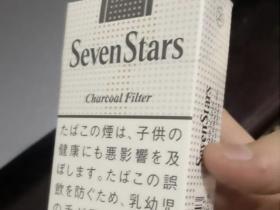 Seven Stars
Charcoal Filter
たばこの煙は、子供の
健康にも悪影響を及
ぼします。たばこの誤
飲を防ぐため、乳幼児
Seven Stars